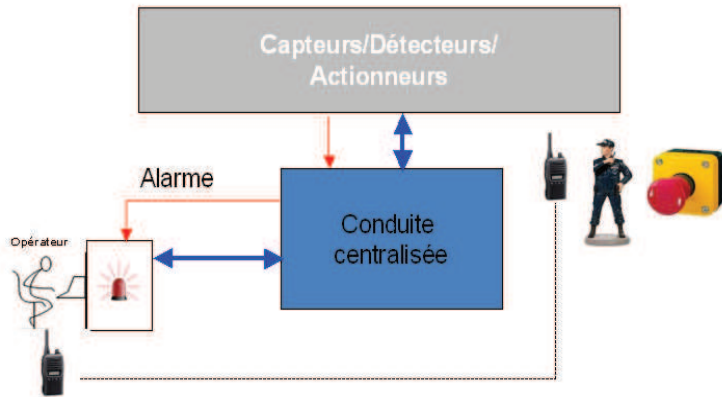 Capteurs/Détecteurs/
Actionneurs
Alarme
Conduite
centralisée
Opérateur